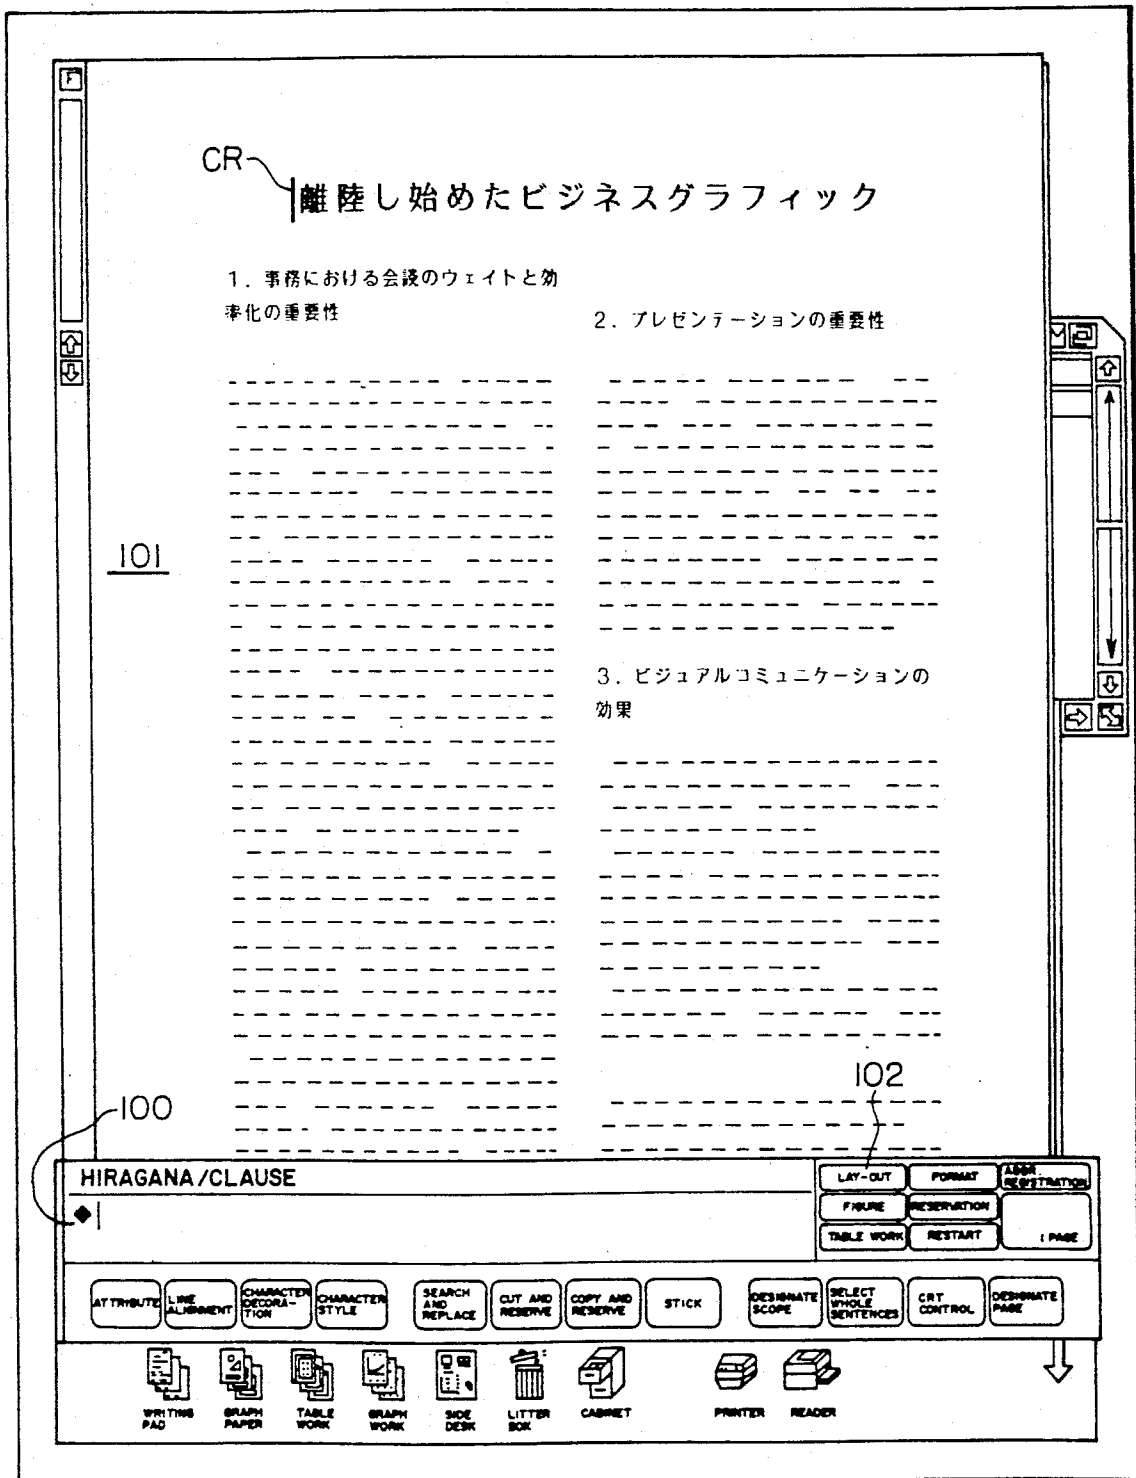 CR
離陸し始めたビジネスグラフィック
1. 事務における会議のウェイトと効
率化の重要性
2. プレゼンテーションの重要性
101
3. ビジュアルコミュニケーションの
効果
102
100
HIRAGANA/CLAUSE
LAY-OUT
FORMAT
ABBR. REGISTRATION
FIGURE
RESERVATION
TABLE WORK
RESTART
1 PAGE
ATTRIBUTE
LINE ALIGNMENT
CHARACTER DECORA-TION
CHARACTER STYLE
SEARCH AND REPLACE
CUT AND RESERVE
COPY AND RESERVE
STICK
DESIGNATE SCOPE
SELECT WHOLE SENTENCES
CRT CONTROL
DESIGNATE PAGE
WRITING PAD
GRAPH PAPER
TABLE WORK
GRAPH WORK
SIDE DESK
LITTER BOX
CABINET
PRINTER
READER